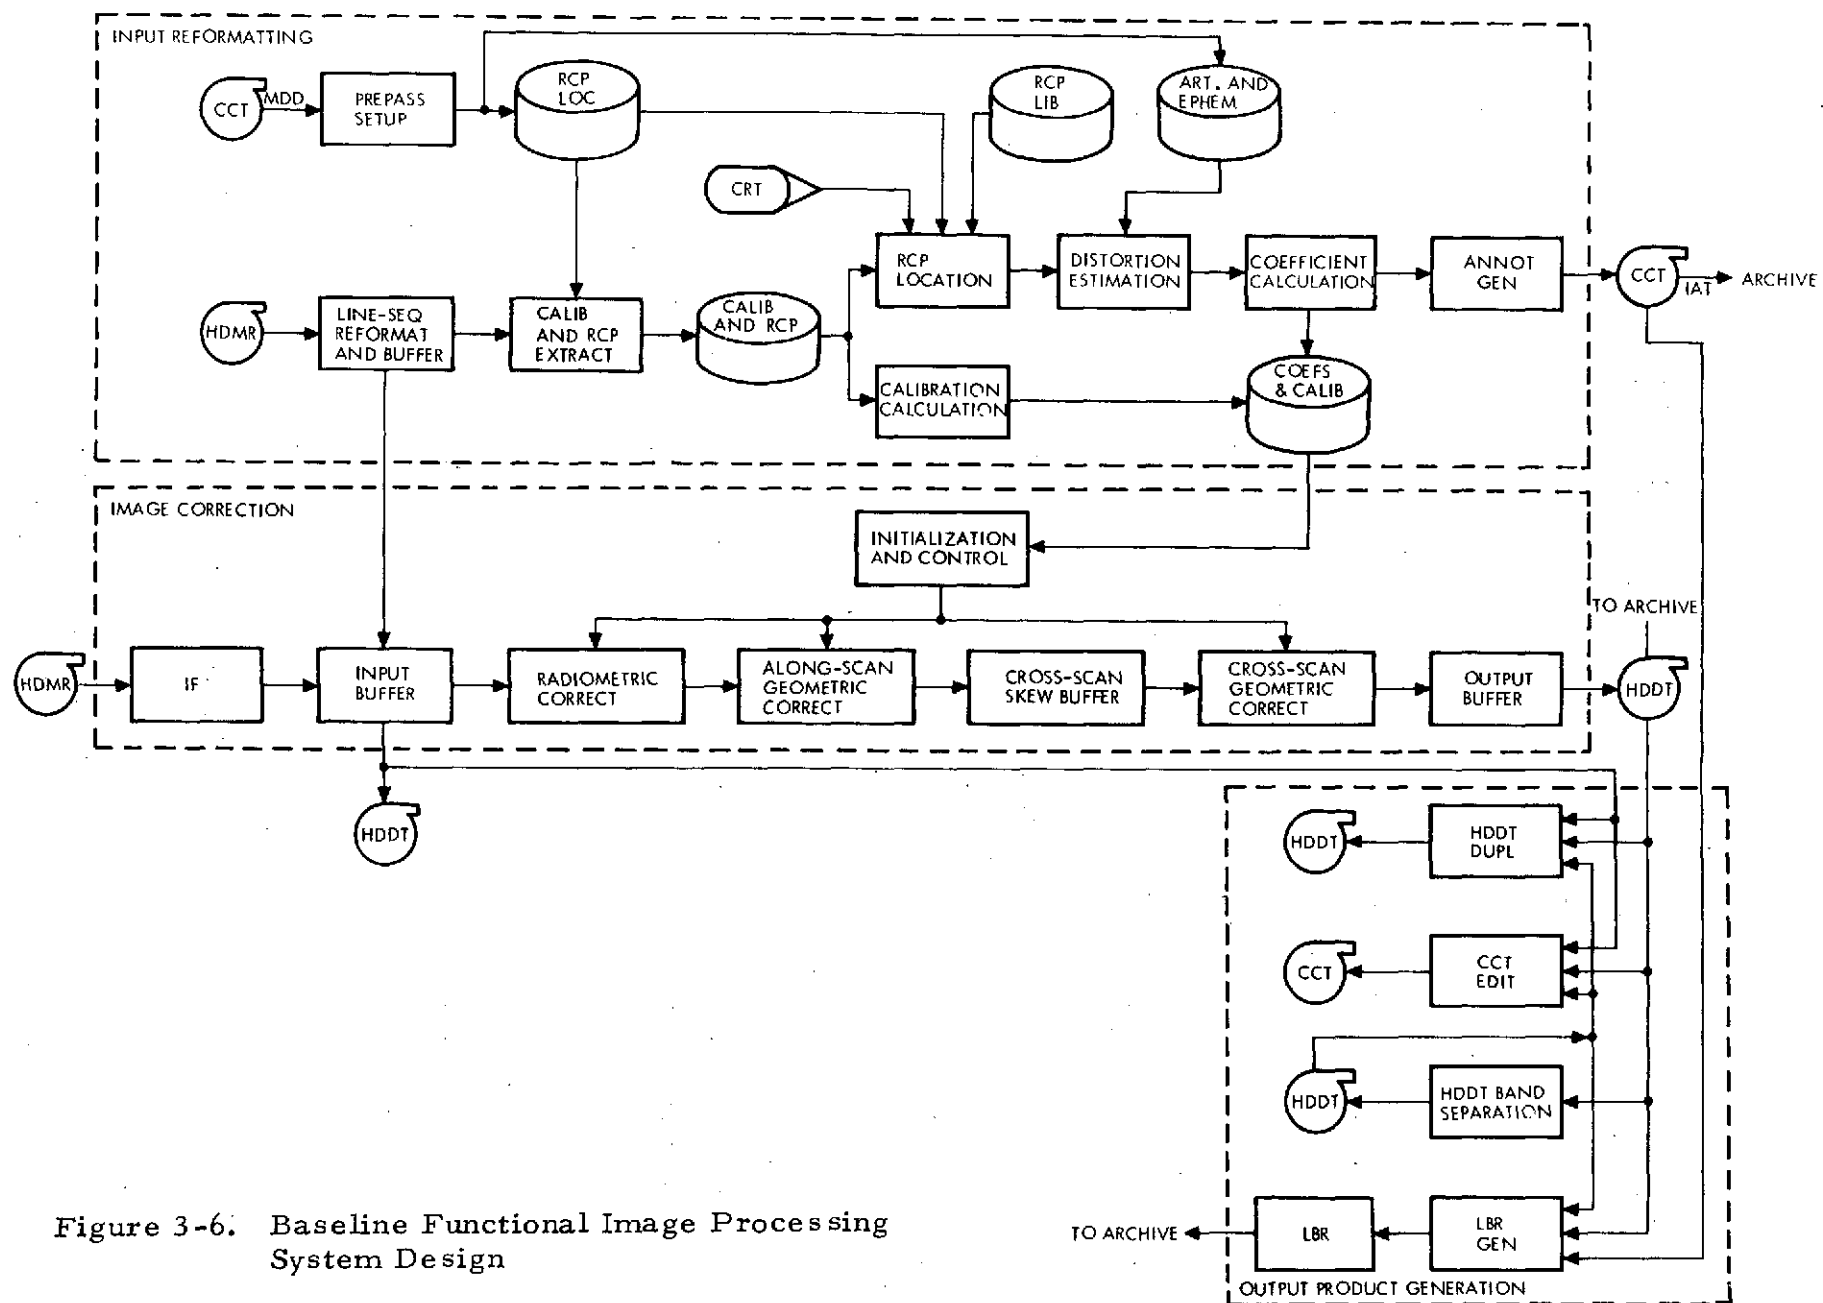 INPUT REFORMATTING
CCT
MDD
PREPASS
SETUP
RCP
LOC
RCP
LIB
ART. AND
EPHEM
CRT
HDMR
LINE-SEQ
REFORMAT
AND BUFFER
CALIB
AND RCP
EXTRACT
CALIB
AND RCP
RCP
LOCATION
DISTORTION
ESTIMATION
COEFFICIENT
CALCULATION
ANNOT
GEN
CCT
IAT
ARCHIVE
CALIBRATION
CALCULATION
COEFS
& CALIB
IMAGE CORRECTION
INITIALIZATION
AND CONTROL
TO ARCHIVE
HDMR
IF
INPUT
BUFFER
RADIOMETRIC
CORRECT
ALONG-SCAN
GEOMETRIC
CORRECT
CROSS-SCAN
SKEW BUFFER
CROSS-SCAN
GEOMETRIC
CORRECT
OUTPUT
BUFFER
HDDT
HDDT
HDDT
HDDT
DUPL
CCT
CCT
EDIT
HDDT
HDDT BAND
SEPARATION
TO ARCHIVE
LBR
LBR
GEN
OUTPUT PRODUCT GENERATION
Figure 3-6. Baseline Functional Image Processing
System Design